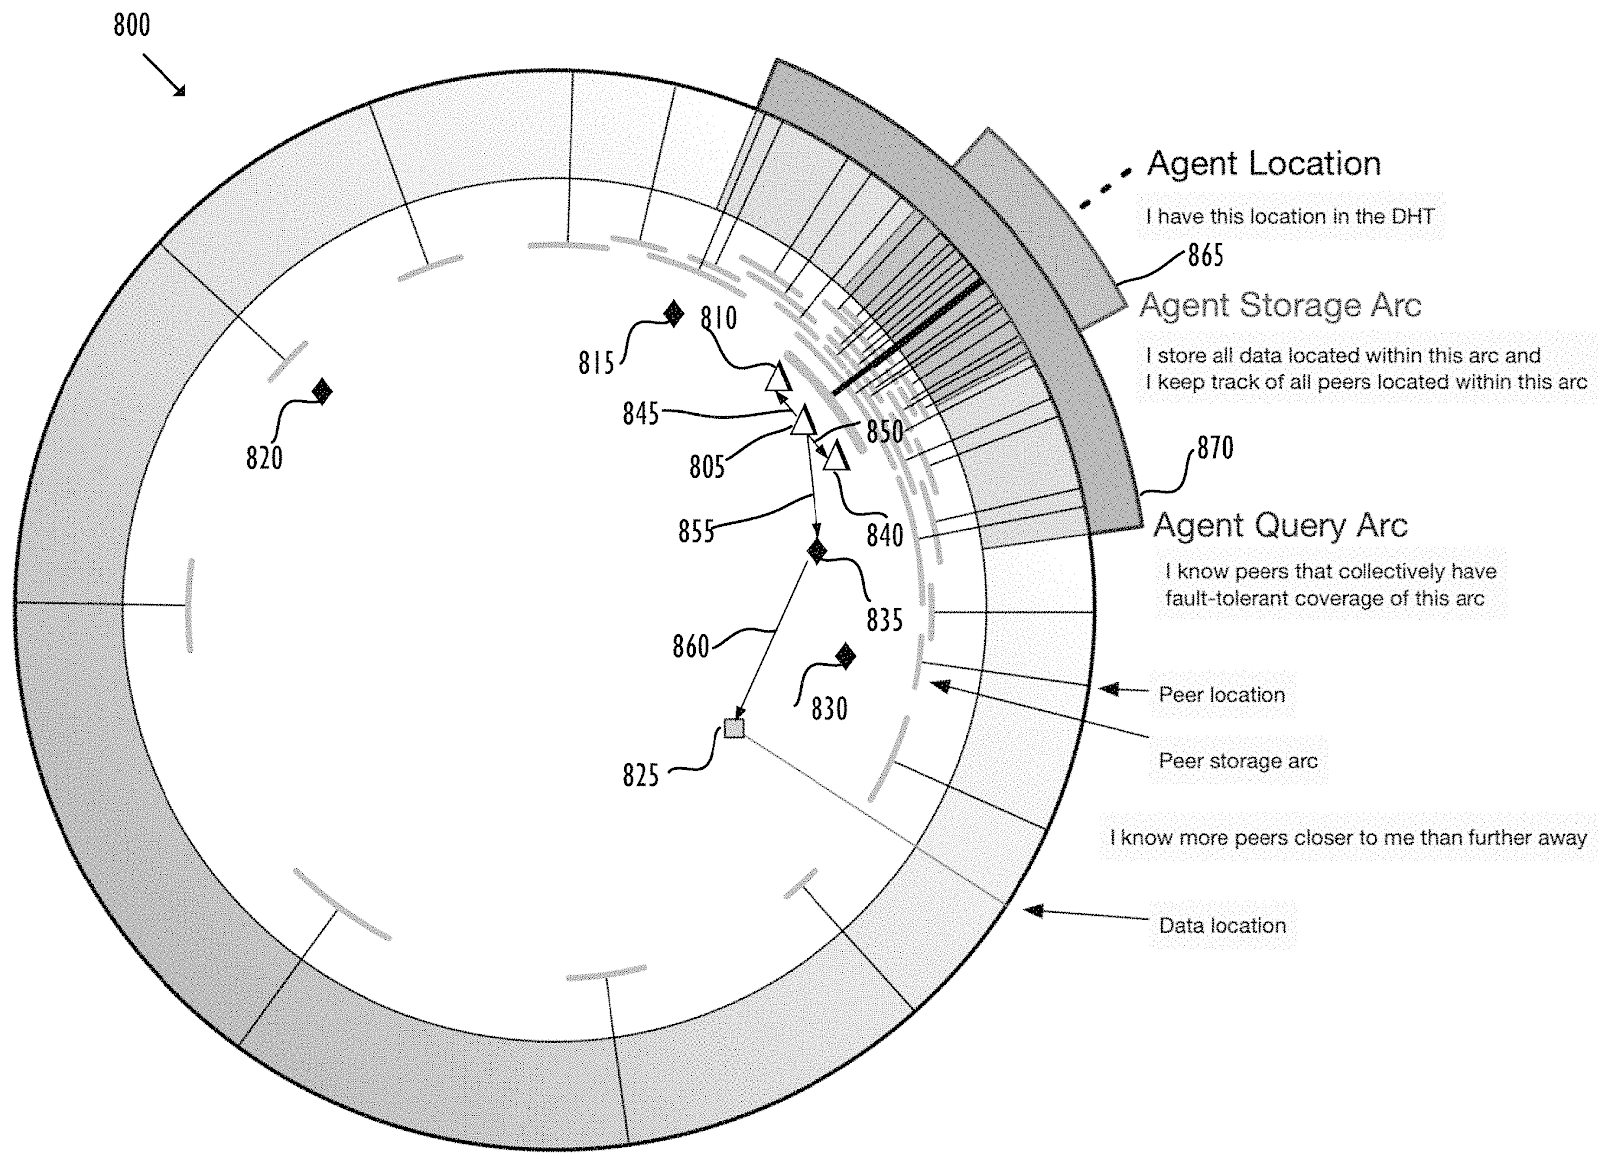 800
Agent Location
I have this location in the DHT
865
Agent Storage Arc
I store all data located within this arc and
I keep track of all peers located within this arc
870
Agent Query Arc
I know peers that collectively have
fault-tolerant coverage of this arc
Peer location
Peer storage arc
I know more peers closer to me than further away
Data location
810
815
845
850
820
805
855
840
835
860
830
825